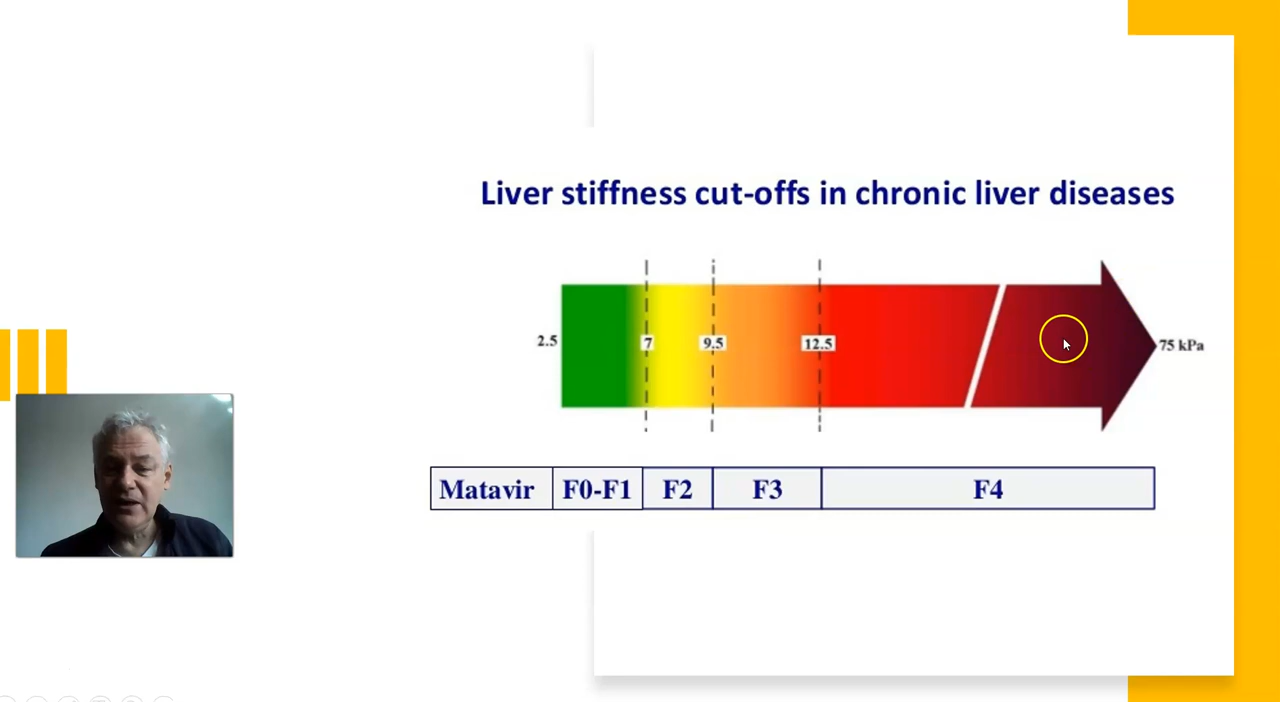 Liver stiffness cut-offs in chronic liver diseases
2.5 7 9.5 12.5 75 kPa
Matavir F0-F1 F2 F3 F4